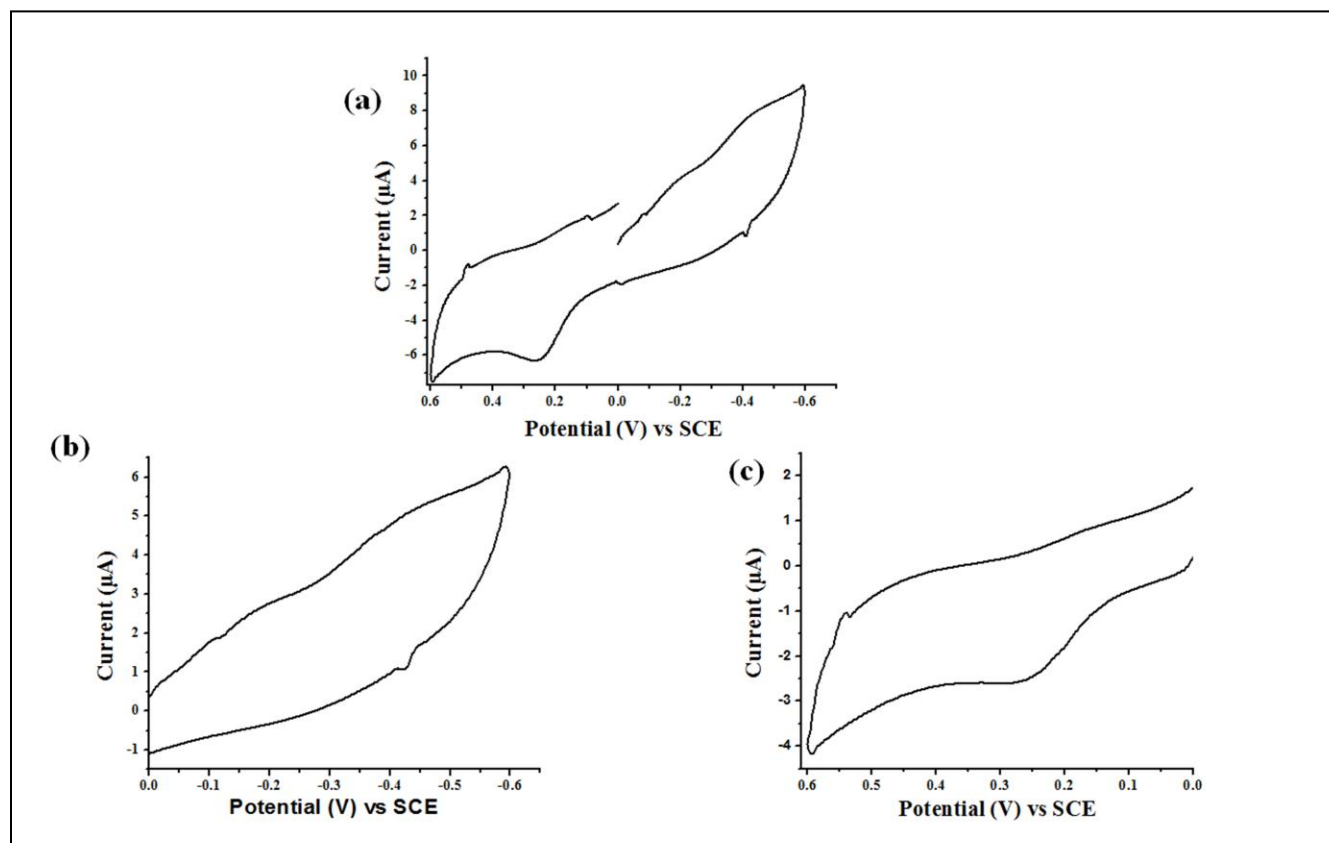 (a)
Current (µA)
10
8
6
4
2
0
-2
-4
-6
0.6 0.4 0.2 0.0 -0.2 -0.4 -0.6
Potential (V) vs SCE
(b)
Current (µA)
6
5
4
3
2
1
0
-1
0.0 -0.1 -0.2 -0.3 -0.4 -0.5 -0.6
Potential (V) vs SCE
(c)
Current (µA)
2
1
0
-1
-2
-3
-4
0.6 0.5 0.4 0.3 0.2 0.1 0.0
Potential (V) vs SCE